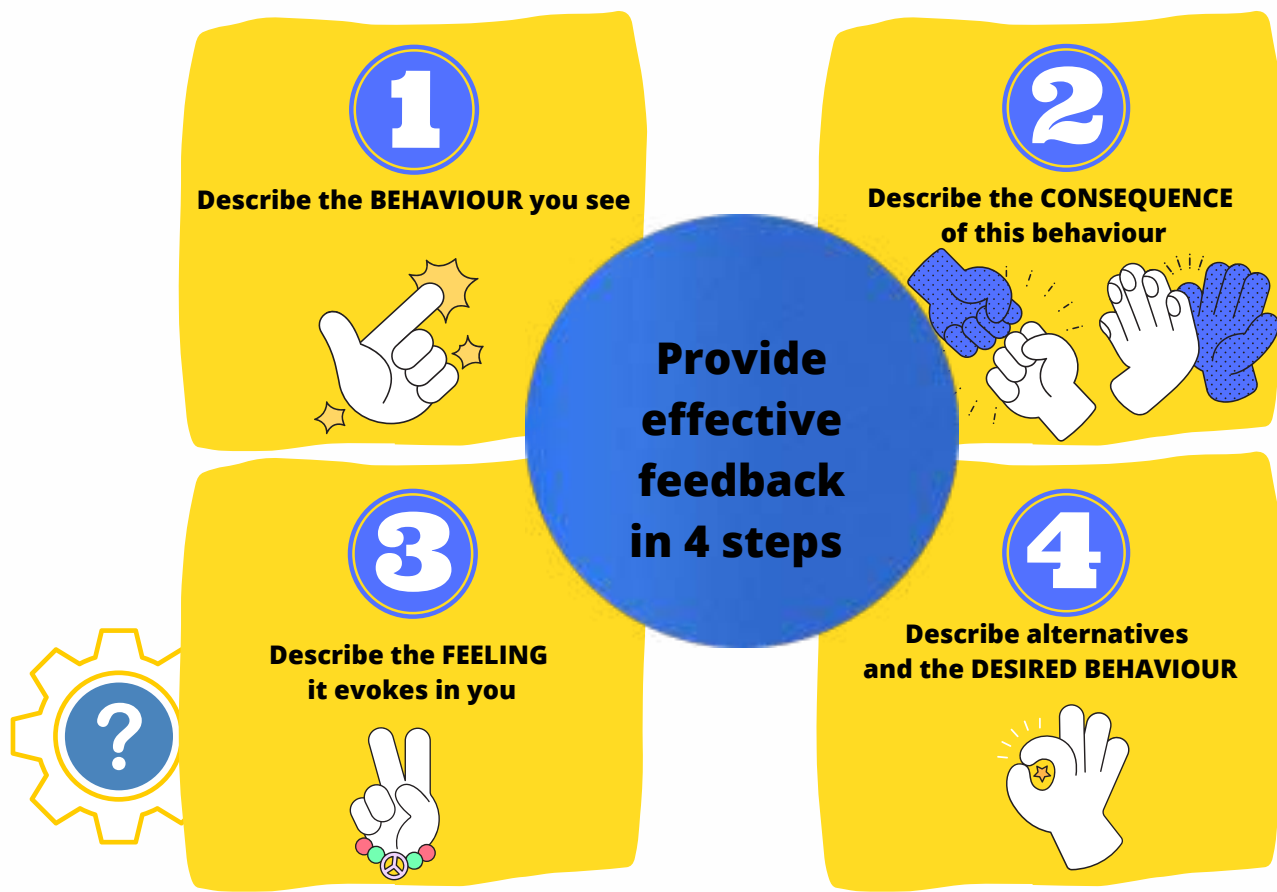 1
Describe the BEHAVIOUR you see
2
Describe the CONSEQUENCE
of this behaviour
Provide
effective
feedback
in 4 steps
3
Describe the FEELING
it evokes in you
4
Describe alternatives
and the DESIRED BEHAVIOUR
?